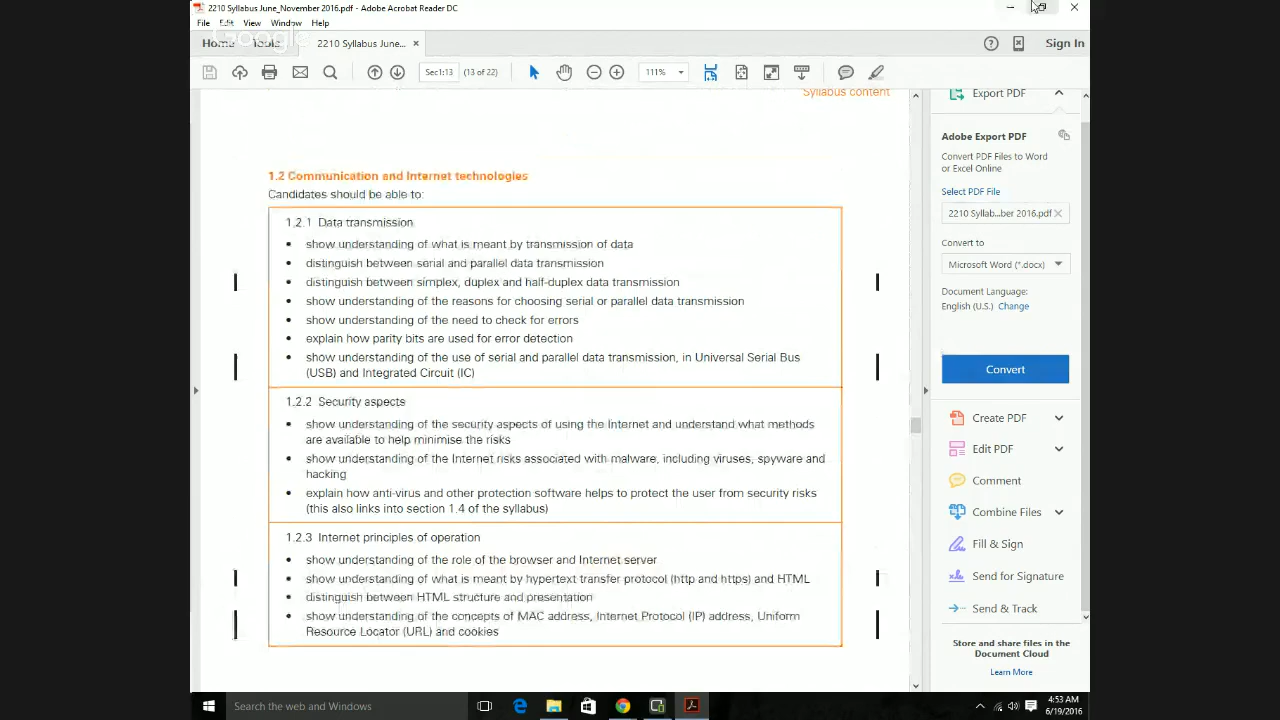 2210 Syllabus June_November 2016.pdf - Adobe Acrobat Reader DC
File Edit View Window Help
Google
Home Tools 2210 Syllabus June... × Sign In
Sec1:13 (13 of 22) 111%
Syllabus content
1.2 Communication and Internet technologies
Candidates should be able to:
1.2.1 Data transmission
• show understanding of what is meant by transmission of data
• distinguish between serial and parallel data transmission
• distinguish between simplex, duplex and half-duplex data transmission
• show understanding of the reasons for choosing serial or parallel data transmission
• show understanding of the need to check for errors
• explain how parity bits are used for error detection
• show understanding of the use of serial and parallel data transmission, in Universal Serial Bus
(USB) and Integrated Circuit (IC)
1.2.2 Security aspects
• show understanding of the security aspects of using the Internet and understand what methods
are available to help minimise the risks
• show understanding of the Internet risks associated with malware, including viruses, spyware and
hacking
• explain how anti-virus and other protection software helps to protect the user from security risks
(this also links into section 1.4 of the syllabus)
1.2.3 Internet principles of operation
• show understanding of the role of the browser and Internet server
• show understanding of what is meant by hypertext transfer protocol (http and https) and HTML
• distinguish between HTML structure and presentation
• show understanding of the concepts of MAC address, Internet Protocol (IP) address, Uniform
Resource Locator (URL) and cookies
Export PDF
Adobe Export PDF
Convert PDF Files to Word
or Excel Online
Select PDF File
2210 Syllab...ber 2016.pdf ×
Convert to
Microsoft Word (*.docx)
Document Language:
English (U.S.) Change
Convert
Create PDF
Edit PDF
Comment
Combine Files
Fill & Sign
Send for Signature
Send & Track
Store and share files in the
Document Cloud
Learn More
Search the web and Windows
4:53 AM
6/19/2016